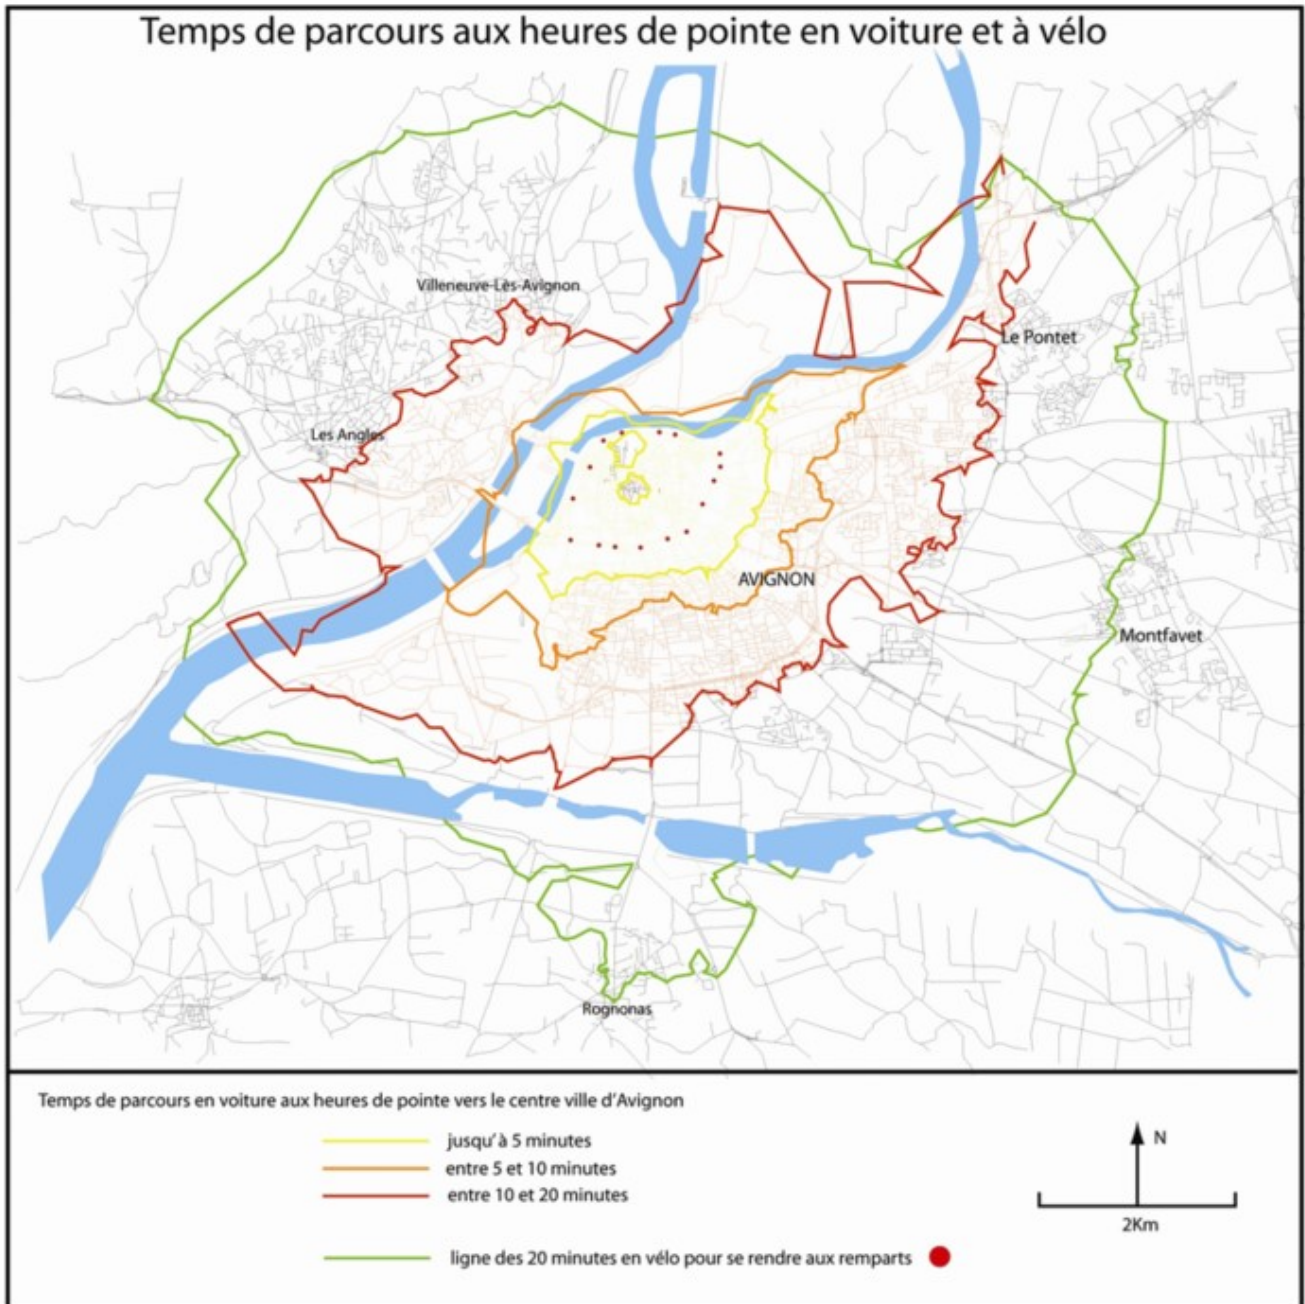 Temps de parcours aux heures de pointe en voiture et à vélo
Villeneuve-Lès-Avignon
Le Pontet
Les Angles
AVIGNON
Montfavet
Rognonas
Temps de parcours en voiture aux heures de pointe vers le centre ville d'Avignon
jusqu'à 5 minutes
entre 5 et 10 minutes
entre 10 et 20 minutes
N
2Km
ligne des 20 minutes en vélo pour se rendre aux remparts